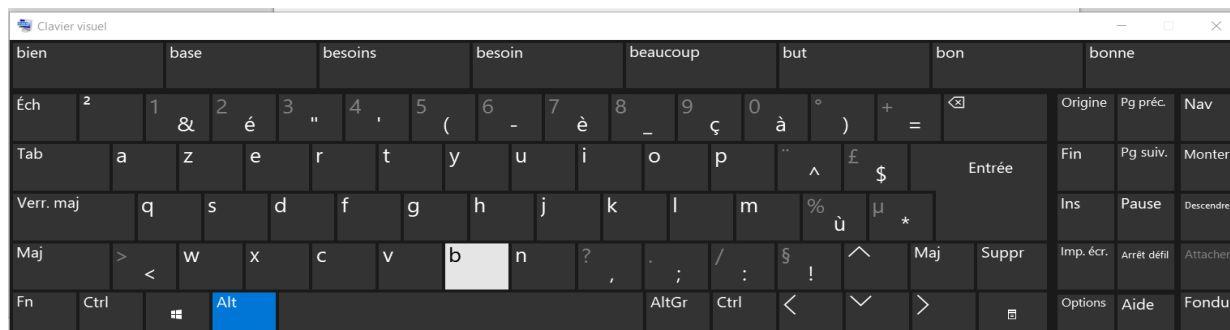 Clavier visuel
bien base besoins besoin beaucoup but bon bonne
Éch ² 1 & 2 é 3 " 4 ' 5 ( 6 - 7 è 8 _ 9 ç 0 à ° ) + = Origine Pg préc. Nav
Tab a z e r t y u i o p ¨ ^ £ $ Entrée Fin Pg suiv. Monter
Verr. maj q s d f g h j k l m % ù µ * Ins Pause Descendre
Maj > < w x c v b n ? , . ; / : § ! Maj Suppr Imp. écr. Arrêt défil Attacher
Fn Ctrl Alt AltGr Ctrl Options Aide Fondu